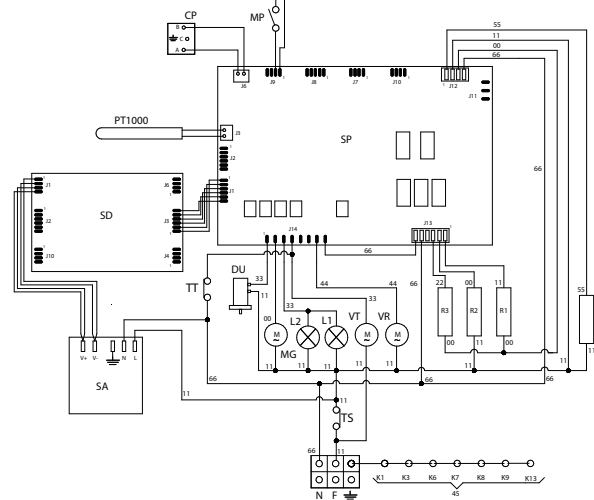 CP
MP
B
C
A
55
11
00
66
J6
J9
J8
J7
J10
J12
J11
PT1000
J3
J2
SP
J1
J1
J6
SD
J2
J3
J10
J4
66
J14
J13
66
TT
DU
33
11
33
44
44
66
22
00
11
33
55
00
L2
L1
VT
VR
R3
R2
R1
M
~
M
~
M
~
MG
00
11
00
11
11
11
11
11
11
11
V+
V-
N
L
SA
66
66
66
11
11
TS
66
11
N F
K1 K3 K6 K7 K8 K9 K13
45